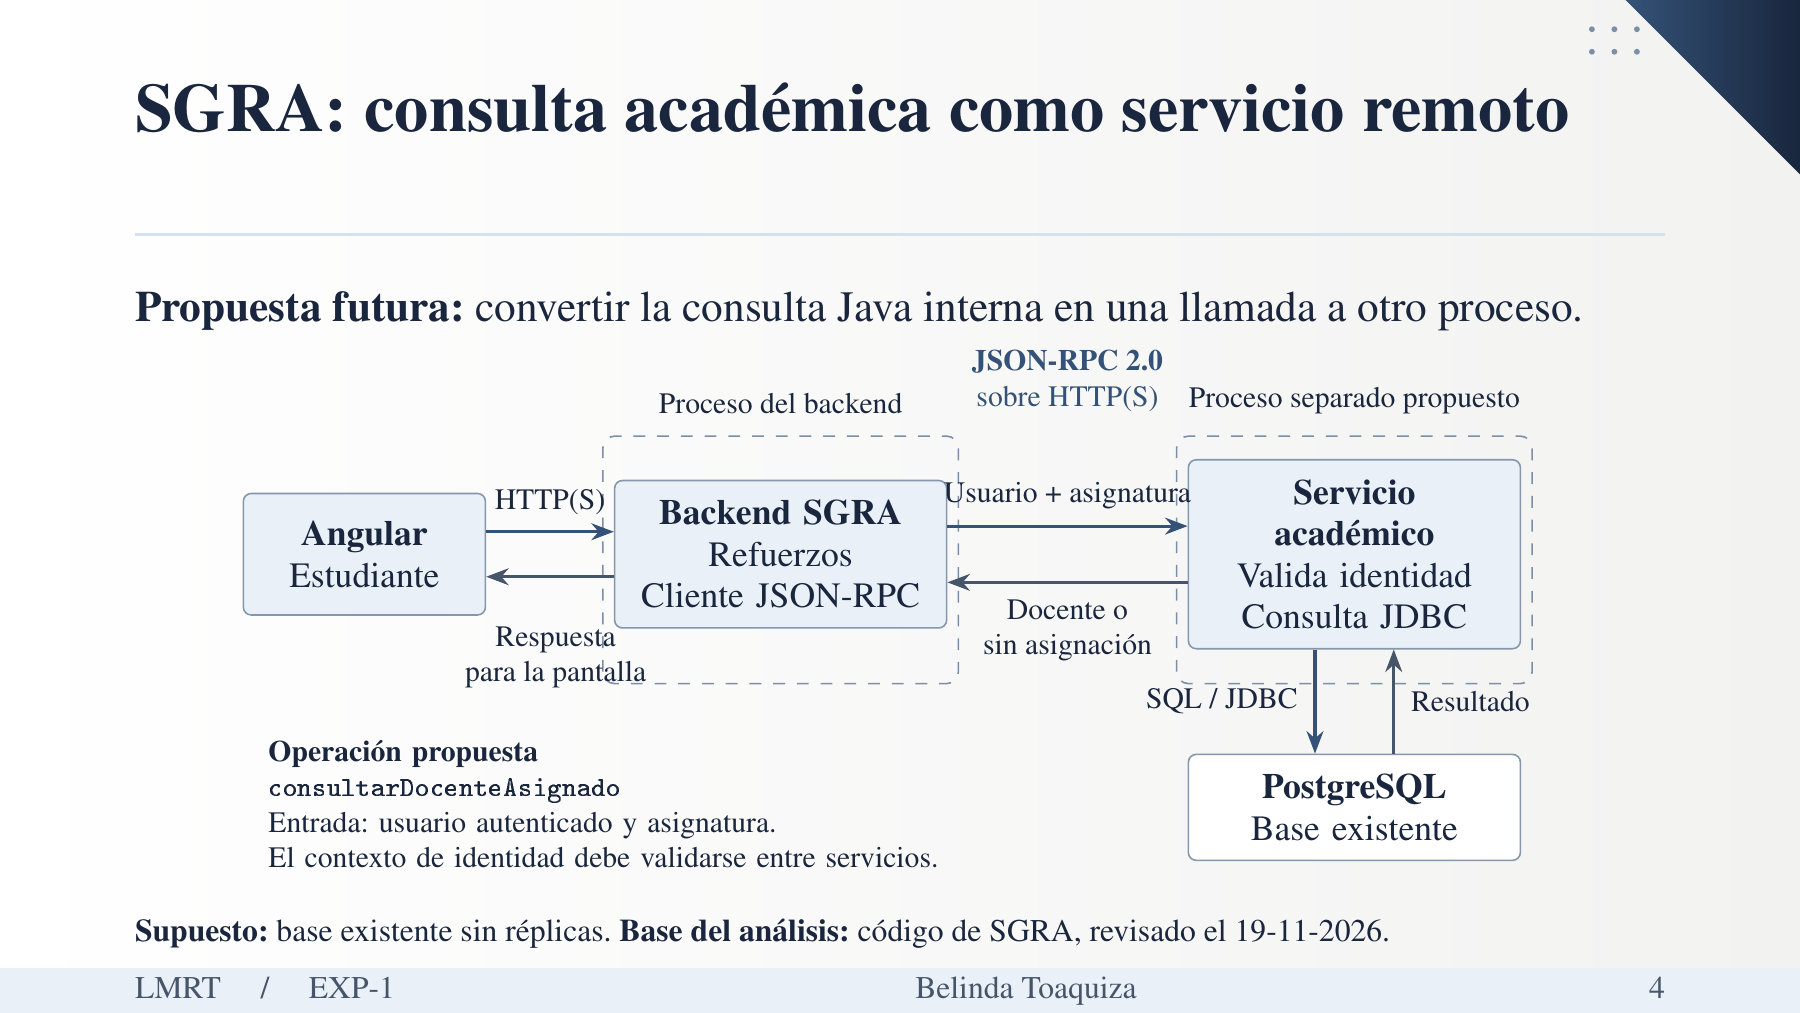 SGRA: consulta académica como servicio remoto
Propuesta futura: convertir la consulta Java interna en una llamada a otro proceso.
JSON-RPC 2.0
sobre HTTP(S)
Proceso del backend
Proceso separado propuesto
Angular
Estudiante
HTTP(S)
Respuesta
para la pantalla
Backend SGRA
Refuerzos
Cliente JSON-RPC
Usuario + asignatura
Docente o
sin asignación
Servicio
académico
Valida identidad
Consulta JDBC
SQL / JDBC
Resultado
PostgreSQL
Base existente
Operación propuesta
consultarDocenteAsignado
Entrada: usuario autenticado y asignatura.
El contexto de identidad debe validarse entre servicios.
Supuesto: base existente sin réplicas. Base del análisis: código de SGRA, revisado el 19-11-2026.
LMRT / EXP-1
Belinda Toaquiza
4